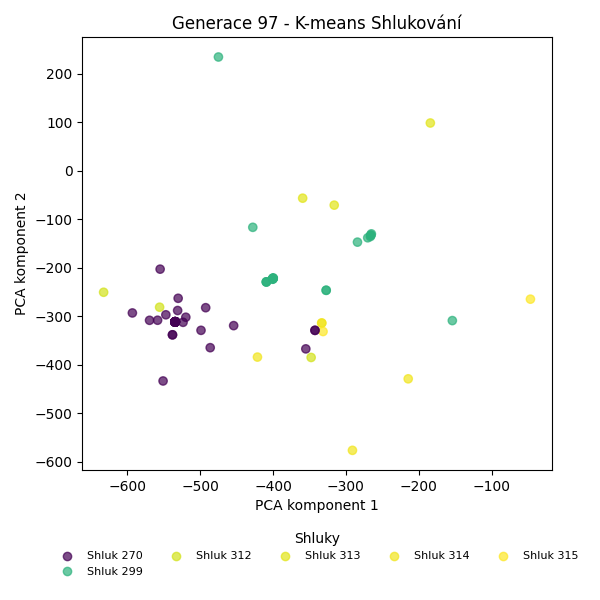 Generace 97 - K-means Shlukování
PCA komponent 2
200
100
0
−100
−200
−300
−400
−500
−600
−600 −500 −400 −300 −200 −100
PCA komponent 1
Shluky
Shluk 270 Shluk 312 Shluk 313 Shluk 314 Shluk 315
Shluk 299